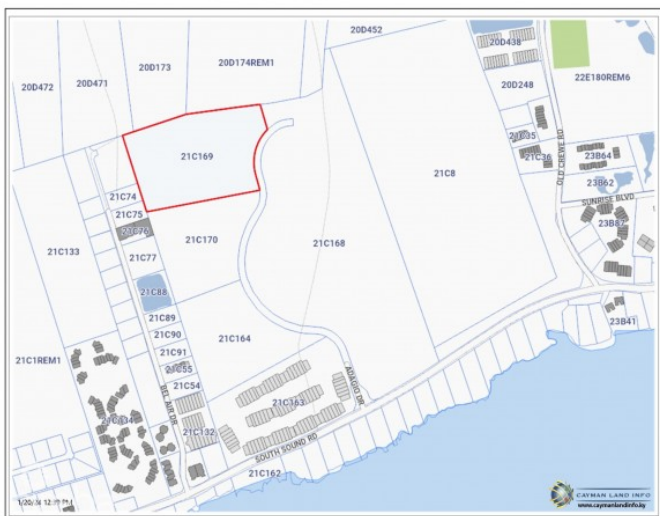 20D452
20D438
20D472
20D471
20D173
20D174REM1
22E180REM6
20D248
21C35
OLD CREWE RD
21C36
23B64
21C169
21C8
23B62
SUNRISE BLVD
21C74
21C75
21C76
23B87
21C133
21C170
21C168
21C77
21C88
21C89
23B41
21C90
21C164
21C91
21C1REM1
21C55
21C54
BEL AIR DR
ADAGIO DR
21C163
21C132
SOUTH SOUND RD
21C162
CAYMAN LAND INFO
www.caymanlandinfo.ky